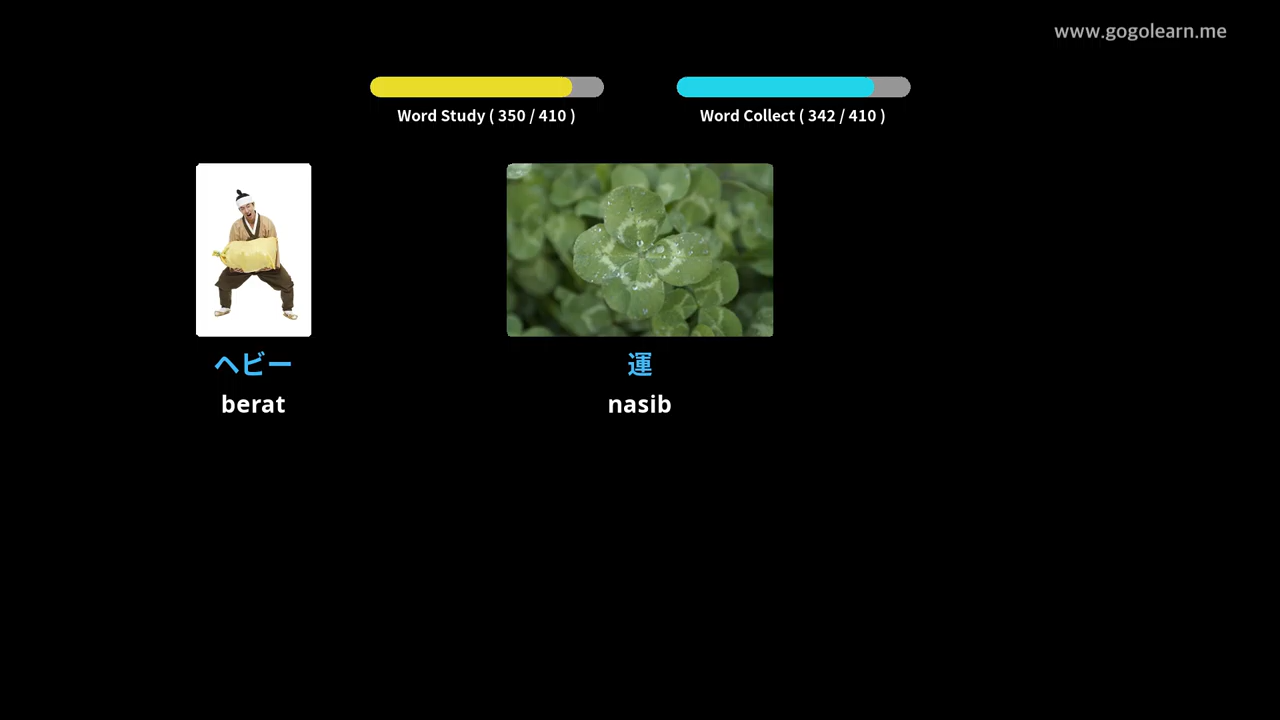 www.gogolearn.me
Word Study ( 350 / 410 )
Word Collect ( 342 / 410 )
ヘビー
berat
運
nasib